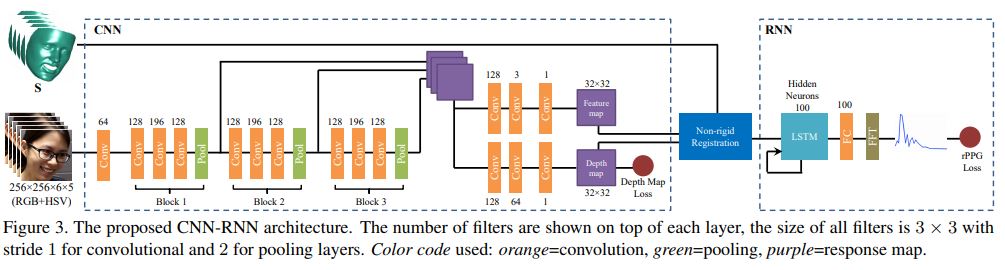 CNN
RNN
S
256×256×6×5
(RGB+HSV)
64
Conv
128 196 128
Conv Conv Conv Pool
Block 1
128 196 128
Conv Conv Conv Pool
Block 2
128 196 128
Conv Conv Conv Pool
Block 3
128 3 1
Conv Conv Conv
32×32
Feature
map
Conv Conv Conv
128 64 1
Depth
map
32×32
Depth Map
Loss
Non-rigid
Registration
Hidden
Neurons
100
LSTM
100
FC
FFT
rPPG
Loss
Figure 3. The proposed CNN-RNN architecture. The number of filters are shown on top of each layer, the size of all filters is 3 × 3 with
stride 1 for convolutional and 2 for pooling layers. Color code used: orange=convolution, green=pooling, purple=response map.